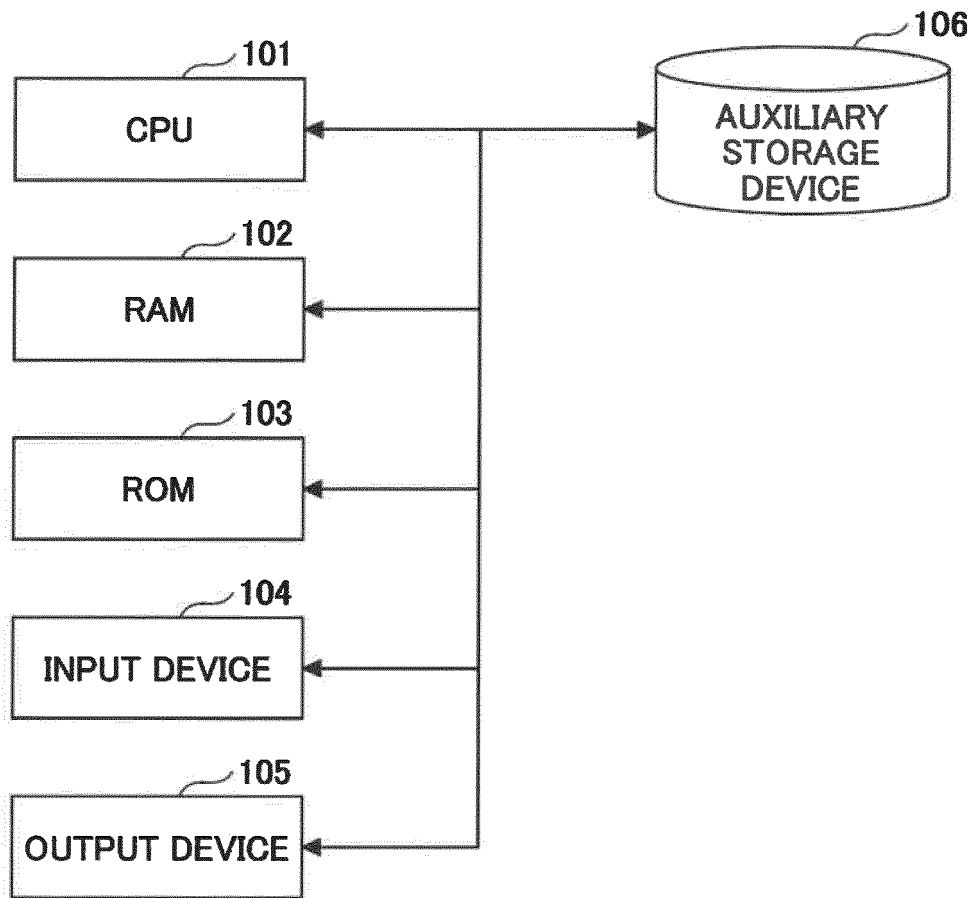 101
CPU
106
AUXILIARY
STORAGE
DEVICE
102
RAM
103
ROM
104
INPUT DEVICE
105
OUTPUT DEVICE